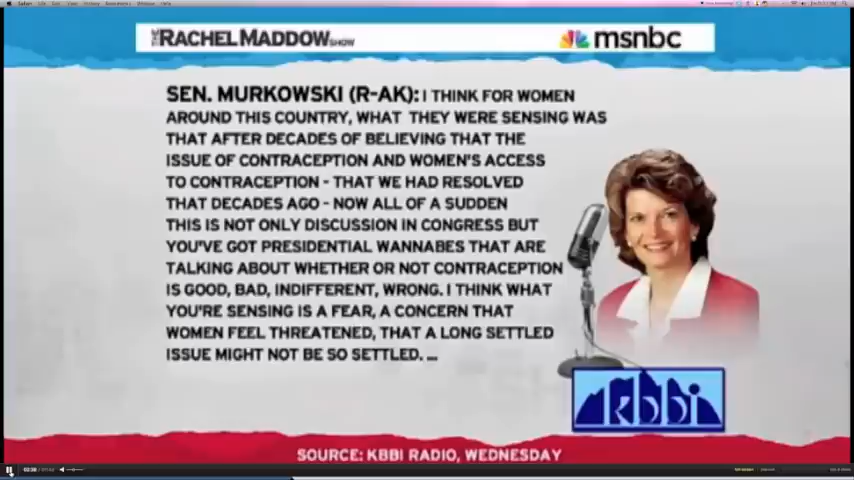 THE RACHEL MADDOW SHOW
msnbc
SEN. MURKOWSKI (R-AK): I THINK FOR WOMEN
AROUND THIS COUNTRY, WHAT THEY WERE SENSING WAS
THAT AFTER DECADES OF BELIEVING THAT THE
ISSUE OF CONTRACEPTION AND WOMEN'S ACCESS
TO CONTRACEPTION - THAT WE HAD RESOLVED
THAT DECADES AGO - NOW ALL OF A SUDDEN
THIS IS NOT ONLY DISCUSSION IN CONGRESS BUT
YOU'VE GOT PRESIDENTIAL WANNABES THAT ARE
TALKING ABOUT WHETHER OR NOT CONTRACEPTION
IS GOOD, BAD, INDIFFERENT, WRONG. I THINK WHAT
YOU'RE SENSING IS A FEAR, A CONCERN THAT
WOMEN FEEL THREATENED, THAT A LONG SETTLED
ISSUE MIGHT NOT BE SO SETTLED. ...
kbbi
SOURCE: KBBI RADIO, WEDNESDAY